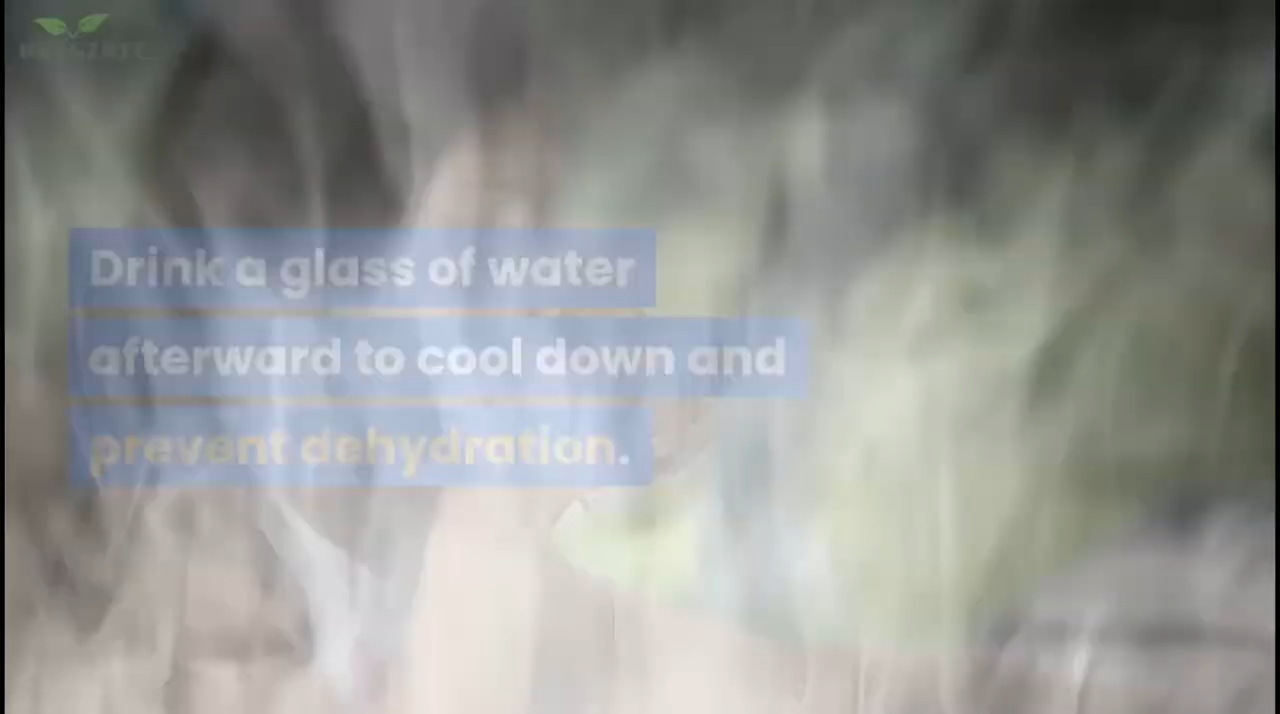 Drink a glass of water
afterward to cool down and
prevent dehydration.